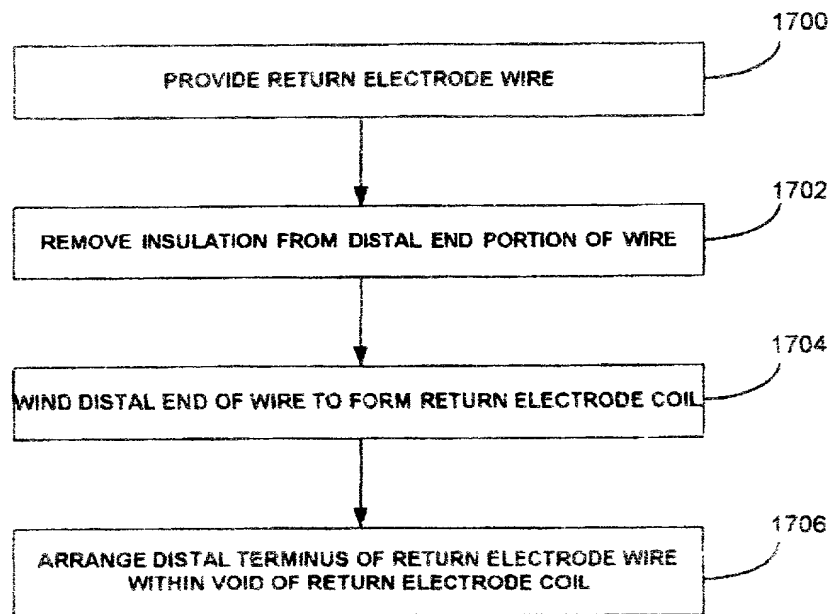 1700
PROVIDE RETURN ELECTRODE WIRE
1702
REMOVE INSULATION FROM DISTAL END PORTION OF WIRE
1704
WIND DISTAL END OF WIRE TO FORM RETURN ELECTRODE COIL
1706
ARRANGE DISTAL TERMINUS OF RETURN ELECTRODE WIRE
WITHIN VOID OF RETURN ELECTRODE COIL